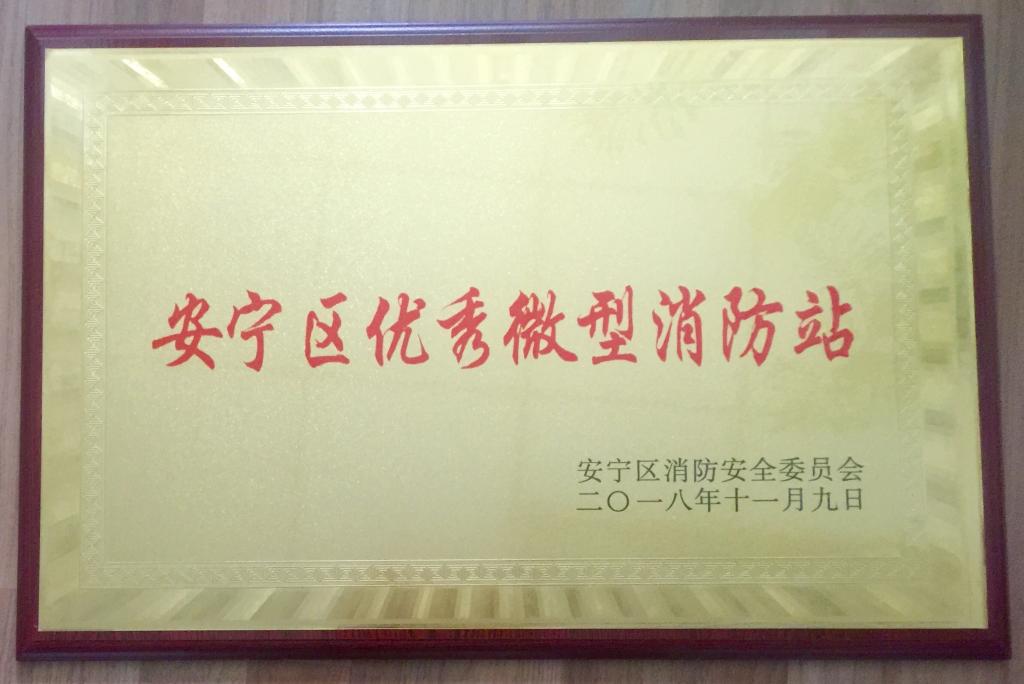 安宁区优秀微型消防站
安宁区消防安全委员会
二〇一八年十一月九日